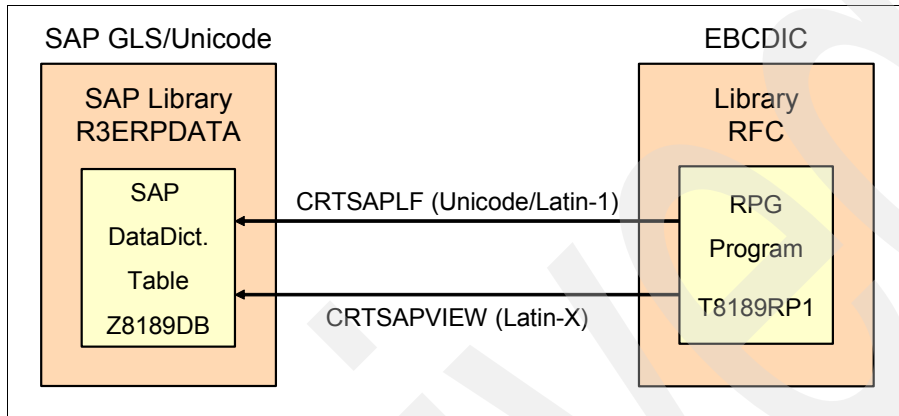 SAP GLS/Unicode
SAP Library
R3ERPDATA
SAP
DataDict.
Table
Z8189DB
CRTSAPLF (Unicode/Latin-1)
CRTSAPVIEW (Latin-X)
EBCDIC
Library
RFC
RPG
Program
T8189RP1